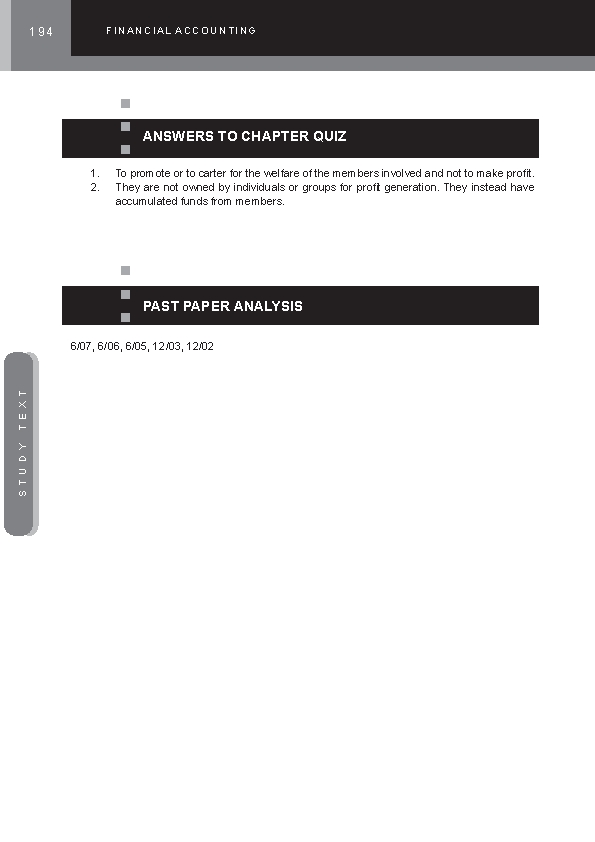 194
FINANCIAL ACCOUNTING
ANSWERS TO CHAPTER QUIZ
1. To promote or to carter for the welfare of the members involved and not to make profit.
2. They are not owned by individuals or groups for profit generation. They instead have
accumulated funds from members.
PAST PAPER ANALYSIS
6/07, 6/06, 6/05, 12/03, 12/02
STUDY TEXT